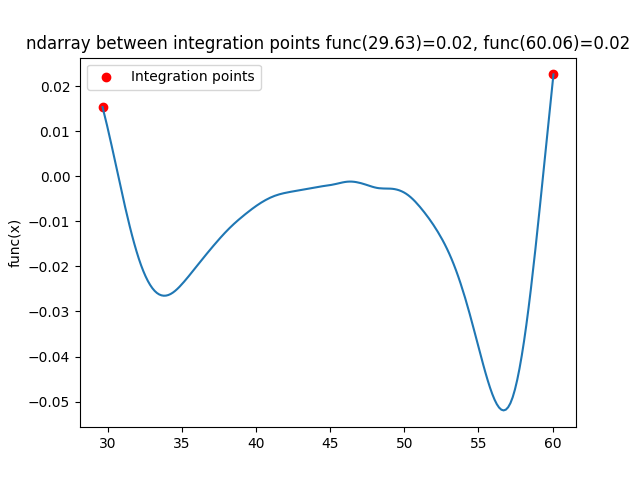 ndarray between integration points func(29.63)=0.02, func(60.06)=0.02
Integration points
func(x)
0.02
0.01
0.00
−0.01
−0.02
−0.03
−0.04
−0.05
30 35 40 45 50 55 60